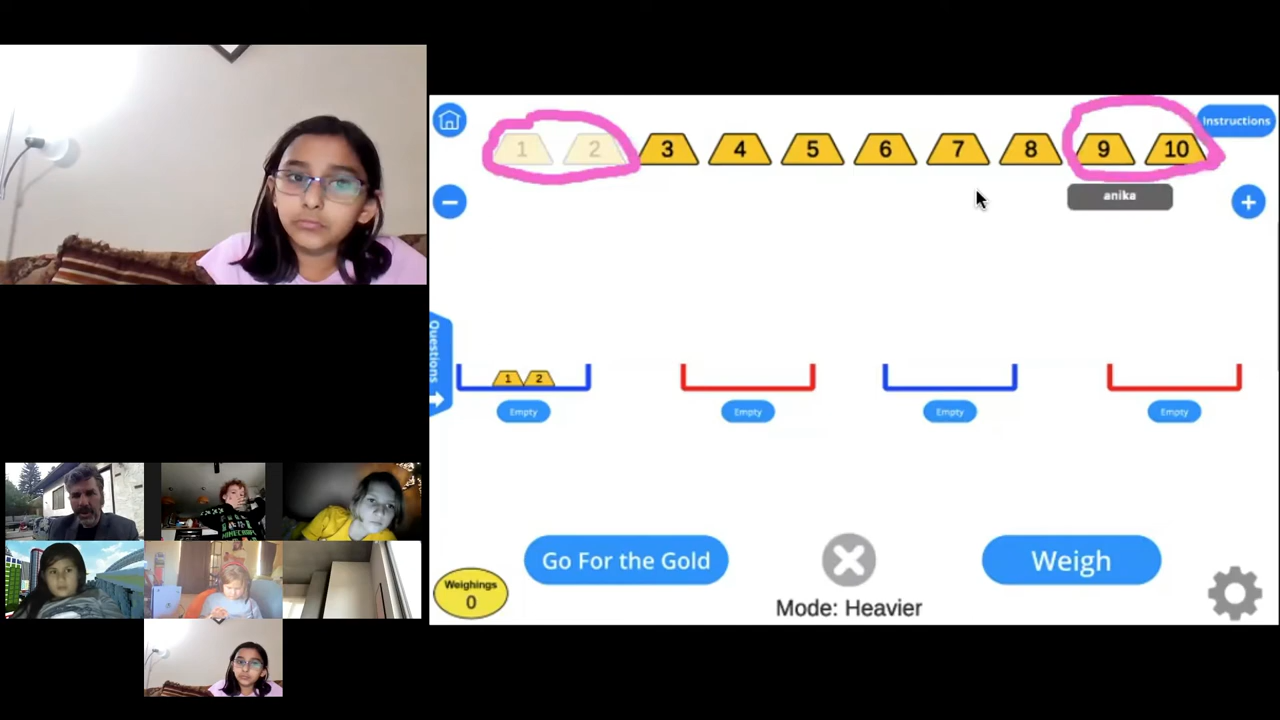 Instructions
1 2 3 4 5 6 7 8 9 10
anika
Questions
1 2
Empty Empty Empty Empty
Go For the Gold
Weigh
Weighings
0
Mode: Heavier
MINECRAFT